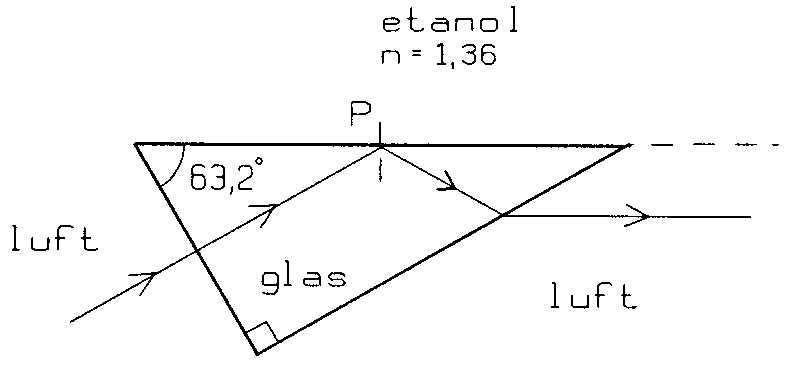 etanol
n = 1,36
P
63,2°
luft
glas
luft